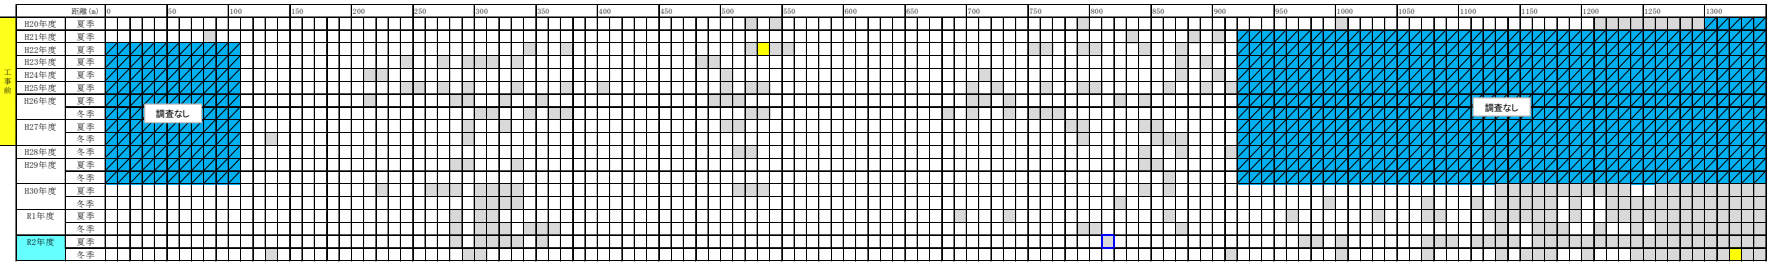 距離(m) 0 50 100 150 200 250 300 350 400 450 500 550 600 650 700 750 800 850 900 950 1000 1050 1100 1150 1200 1250 1300
工事前
H20年度 夏季
H21年度 夏季
H22年度 夏季
H23年度 夏季
H24年度 夏季
H25年度 夏季
H26年度 夏季
冬季
H27年度 夏季
冬季
H28年度 冬季
H29年度 夏季
冬季
H30年度 夏季
冬季
R1年度 夏季
冬季
R2年度 夏季
冬季
調査なし
調査なし